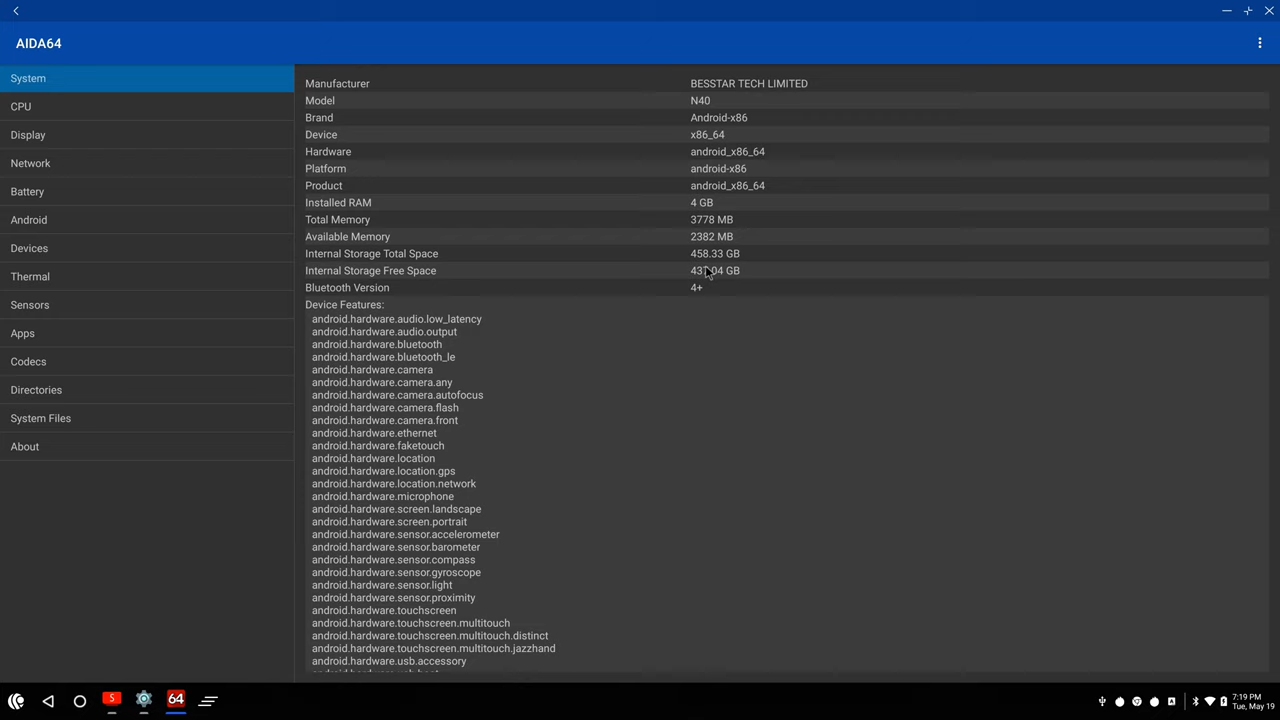 AIDA64
System
CPU
Display
Network
Battery
Android
Devices
Thermal
Sensors
Apps
Codecs
Directories
System Files
About
Manufacturer BESSTAR TECH LIMITED
Model N40
Brand Android-x86
Device x86_64
Hardware android_x86_64
Platform android-x86
Product android_x86_64
Installed RAM 4 GB
Total Memory 3778 MB
Available Memory 2382 MB
Internal Storage Total Space 458.33 GB
Internal Storage Free Space GB
Bluetooth Version 4+
Device Features:
android.hardware.audio.low_latency
android.hardware.audio.output
android.hardware.bluetooth
android.hardware.bluetooth_le
android.hardware.camera
android.hardware.camera.any
android.hardware.camera.autofocus
android.hardware.camera.flash
android.hardware.camera.front
android.hardware.ethernet
android.hardware.faketouch
android.hardware.location
android.hardware.location.gps
android.hardware.location.network
android.hardware.microphone
android.hardware.screen.landscape
android.hardware.screen.portrait
android.hardware.sensor.accelerometer
android.hardware.sensor.barometer
android.hardware.sensor.compass
android.hardware.sensor.gyroscope
android.hardware.sensor.light
android.hardware.sensor.proximity
android.hardware.touchscreen
android.hardware.touchscreen.multitouch
android.hardware.touchscreen.multitouch.distinct
android.hardware.touchscreen.multitouch.jazzhand
android.hardware.usb.accessory
64
A
7:19 PM
Tue, May 19